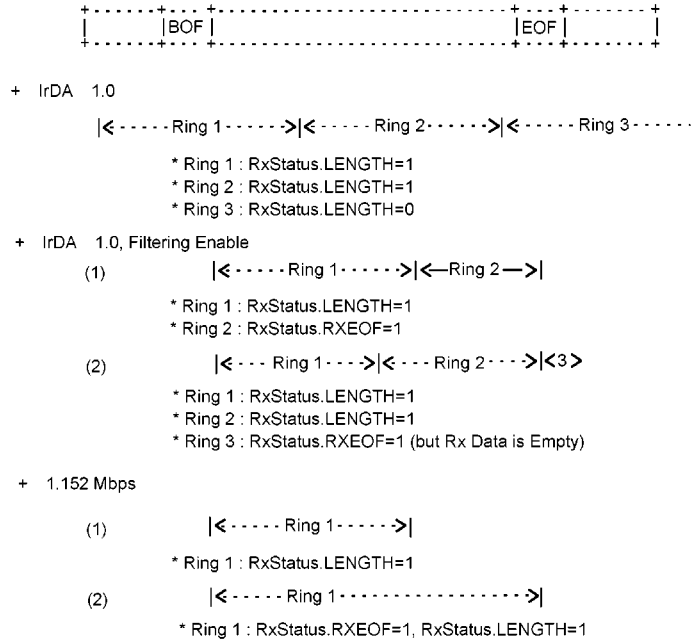 |BOF| |EOF|
+ IrDA 1.0
|<-----Ring 1------>|<-----Ring 2------>|<-----Ring 3-----
* Ring 1 : RxStatus.LENGTH=1
* Ring 2 : RxStatus.LENGTH=1
* Ring 3 : RxStatus.LENGTH=0
+ IrDA 1.0, Filtering Enable
(1) |<-----Ring 1------>|<—Ring 2—>|
* Ring 1 : RxStatus.LENGTH=1
* Ring 2 : RxStatus.RXEOF=1
(2) |<---- Ring 1---->|<---- Ring 2---->|<3>
* Ring 1 : RxStatus.LENGTH=1
* Ring 2 : RxStatus.LENGTH=1
* Ring 3 : RxStatus.RXEOF=1 (but Rx Data is Empty)
+ 1.152 Mbps
(1) |<----- Ring 1------>|
* Ring 1 : RxStatus.LENGTH=1
(2) |<----- Ring 1------------------->|
* Ring 1 : RxStatus.RXEOF=1, RxStatus.LENGTH=1